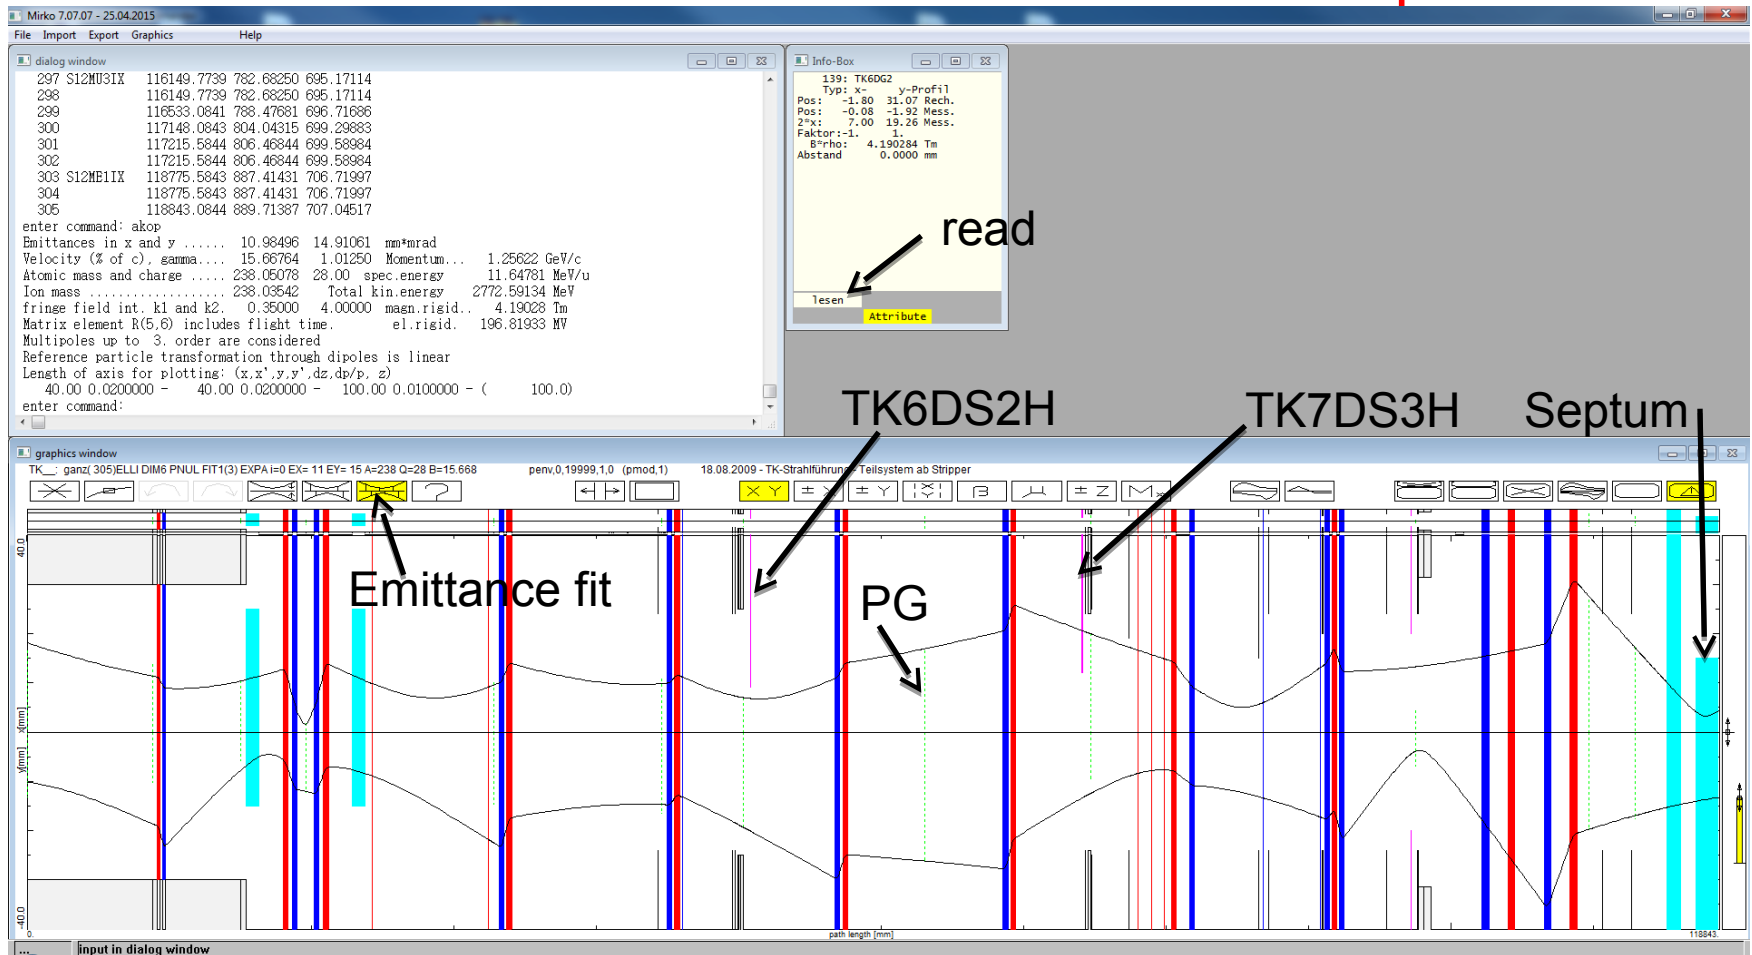 Mirko 7.07.07 - 25.04.2015
File Import Export Graphics Help
dialog window
297 S12MU3IX 116149.7739 782.68250 695.17114
298 116149.7739 782.68250 695.17114
299 116533.0841 788.47681 696.71686
300 117148.0843 804.04315 699.29883
301 117215.5844 806.46844 699.58984
302 117215.5844 806.46844 699.58984
303 S12ME1IX 118775.5843 887.41431 706.71997
304 118775.5843 887.41431 706.71997
305 118843.0844 889.71387 707.04517
enter command: akop
Emittances in x and y ...... 10.98496 14.91061 mm*mrad
Velocity (% of c), gamma.... 15.66764 1.01250 Momentum... 1.25622 GeV/c
Atomic mass and charge ..... 238.05078 28.00 spec.energy 11.64781 MeV/u
Ion mass ................... 238.03542 Total kin.energy 2772.59134 MeV
fringe field int. k1 and k2. 0.35000 4.00000 magn.rigid.. 4.19028 Tm
Matrix element R(5,6) includes flight time. el.rigid. 196.81933 MV
Multipoles up to 3. order are considered
Reference particle transformation through dipoles is linear
Length of axis for plotting: (x,x',y,y',dz,dp/p, z)
40.00 0.0200000 - 40.00 0.0200000 - 100.00 0.0100000 - ( 100.0)
enter command:
Info-Box
139: TK6DG2
Typ: x- y-Profil
Pos: -1.80 31.07 Rech.
Pos: -0.08 -1.92 Mess.
2*x: 7.00 19.26 Mess.
Faktor:-1. 1.
B*rho: 4.190284 Tm
Abstand 0.0000 mm
read
lesen
Attribute
TK6DS2H
TK7DS3H
Septum
graphics window
TK__: ganz( 305)ELLI DIM6 PNUL FIT1(3) EXPA i=0 EX= 11 EY= 15 A=238 Q=28 B=15.668 penv,0,19999,1,0 (pmod,1) 18.08.2009 - TK-Strahlführung - Teilsystem ab Stripper
X Y ± X ± Y ± Z
40.0
Emittance fit
PG
x[mm]
y[mm]
-40.0
0. path length [mm] 118843.
... input in dialog window